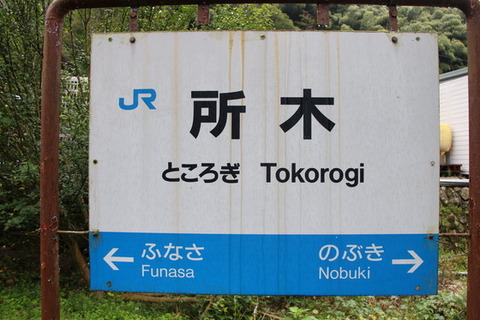 JR
所木
ところぎ Tokorogi
← ふなさ のぶき →
Funasa Nobuki